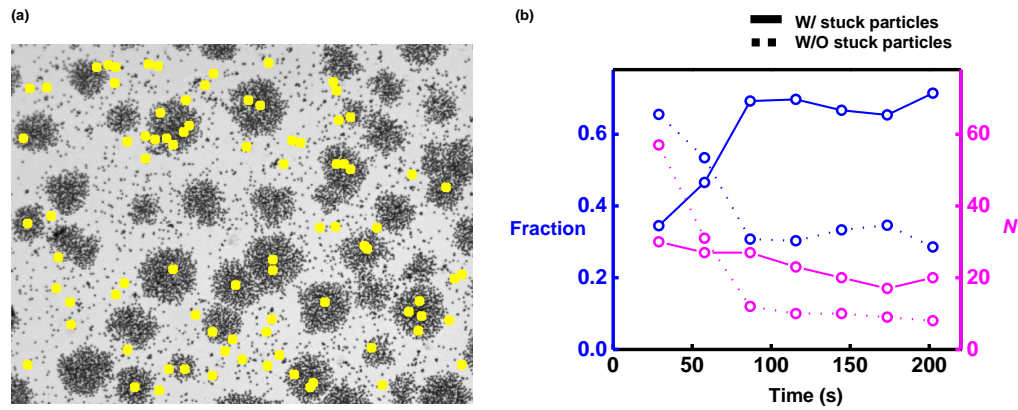 (a)
(b)
W/ stuck particles
W/O stuck particles
0.6
0.4
0.2
0.0
Fraction
60
40
20
0
N
0
50
100
150
200
Time (s)